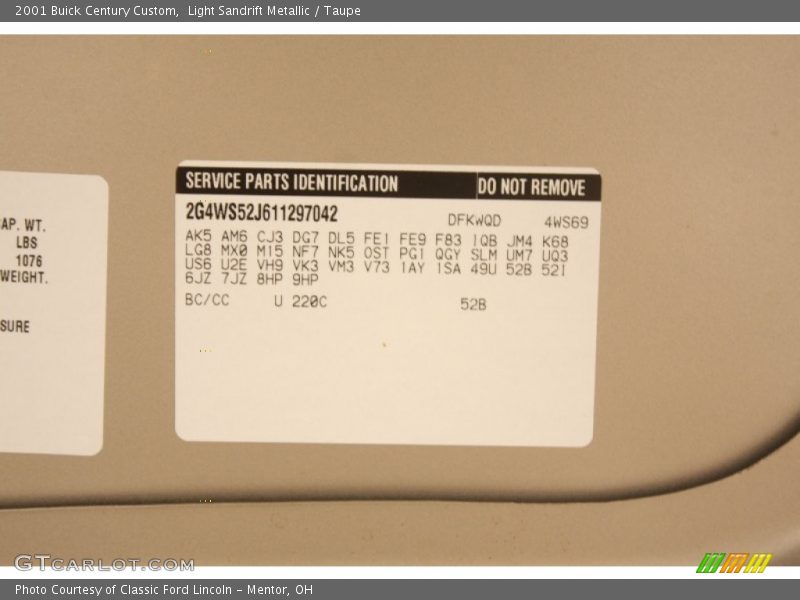 2001 Buick Century Custom,  Light Sandrift Metallic / Taupe
AP. WT.
LBS
1076
WEIGHT.
SURE
SERVICE PARTS IDENTIFICATION DO NOT REMOVE
2G4WS52J611297042 DFKWQD 4WS69
AK5 AM6 CJ3 DG7 DL5 FE1 FE9 F83 IQB JM4 K68
LG8 MX0 M15 NF7 NK5 OST PG1 QGY SLM UM7 UQ3
US6 U2E VH9 VK3 VM3 V73 1AY 1SA 49U 52B 52I
6JZ 7JZ 8HP 9HP
BC/CC U 220C 52B
GTCARLOT.COM
Photo Courtesy of Classic Ford Lincoln – Mentor, OH